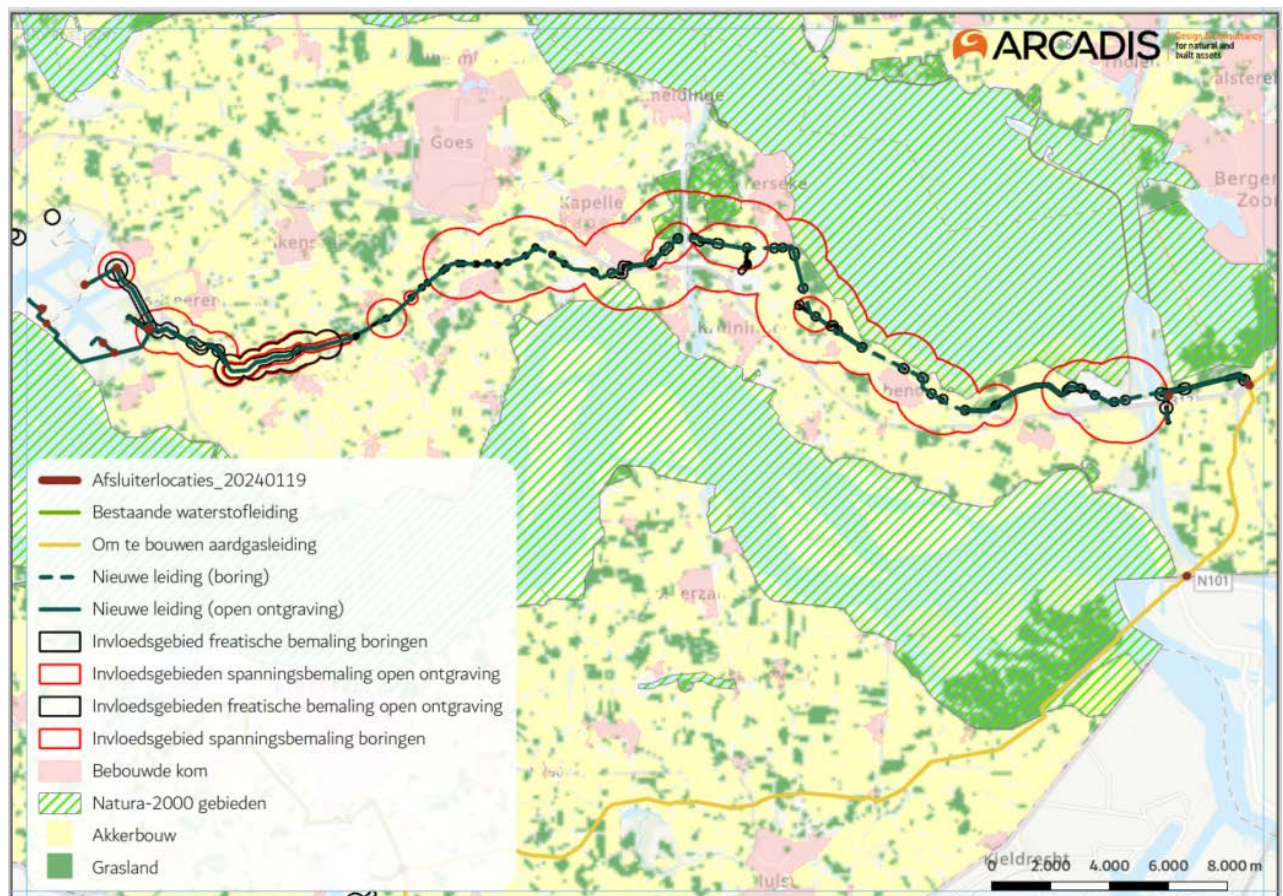 ARCADIS
Design & Consultancy
for natural and
built assets
Goes
Kapelle
Bergen
Zoom
N101
Afsluiterlocaties_20240119
Bestaande waterstofleiding
Om te bouwen aardgasleiding
Nieuwe leiding (boring)
Nieuwe leiding (open ontgraving)
Invloedsgebied freatische bemaling boringen
Invloedsgebieden spanningsbemaling open ontgraving
Invloedsgebieden freatische bemaling open ontgraving
Invloedsgebied spanningsbemaling boringen
Bebouwde kom
Natura-2000 gebieden
Akkerbouw
Grasland
0 2.000 4.000 6.000 8.000 m